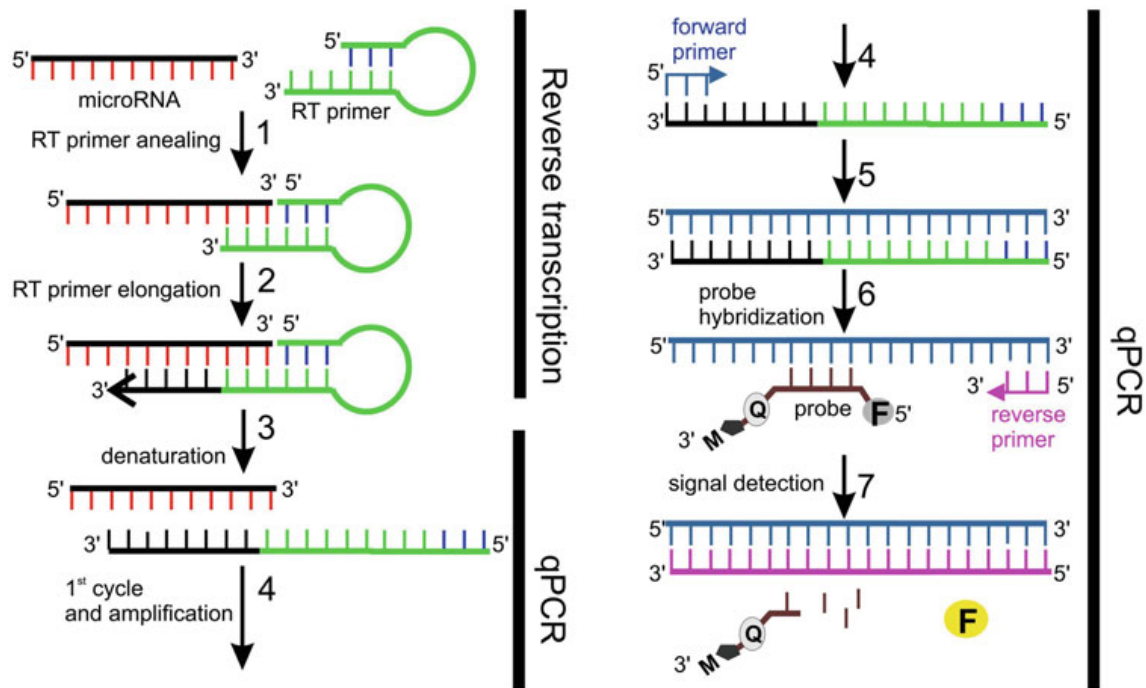 5'
3'
microRNA
5'
3'
RT primer
RT primer anealing
1
5'
3' 5'
3'
RT primer elongation
2
5'
3' 5'
3'
3
denaturation
5'
3'
3'
5'
1st cycle
and amplification
4
Reverse transcription
qPCR
forward
primer
4
5'
3'
5'
5
5'
3'
3'
5'
probe
hybridization
6
5'
3'
Q
probe
F
5'
3'
M
3'
5'
reverse
primer
signal detection
7
5'
3'
3'
5'
Q
F
3'
M
qPCR